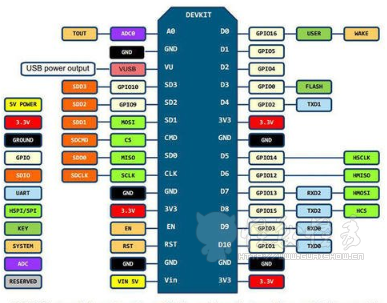 DEVKIT
TOUT ADC0 A0 D0 GPIO16 USER WAKE
GND GND D1 GPIO5
USB power output VUSB VU D2 GPIO4
SDD3 GPIO10 SD3 D3 GPIO0 FLASH
5V POWER SDD2 GPIO9 SD2 D4 GPIO2 TXD1
3.3V SDD1 MOSI SD1 3V3 3.3V
GROUND SDCMD CS CMD GND GND
GPIO SDD0 MISO SD0 D5 GPIO14 HSCLK
SDIO SDCLK SCLK CLK D6 GPIO12 HMISO
UART GND GND D7 GPIO13 RXD2 HMOSI
HSPI/SPI 3.3V 3V3 D8 GPIO15 TXD2 HCS
KEY EN EN D9 GPIO3 RXD0
SYSTEM RST RST D10 GPIO1 TXD0
ADC GND GND GND GND
RESERVED VIN 5V Vin 3V3 3.3V